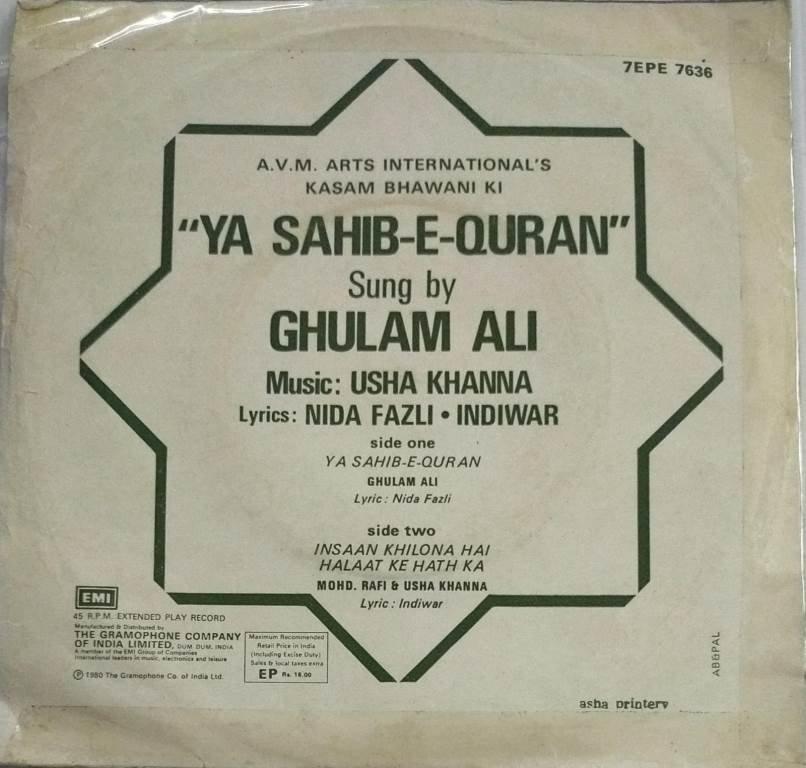 7EPE 7636
A.V.M. ARTS INTERNATIONAL'S
KASAM BHAWANI KI
"YA SAHIB-E-QURAN"
Sung by
GHULAM ALI
Music: USHA KHANNA
Lyrics: NIDA FAZLI • INDIWAR
side one
YA SAHIB-E-QURAN
GHULAM ALI
Lyric: Nida Fazli
side two
INSAAN KHILONA HAI
HALAAT KE HATH KA
MOHD. RAFI & USHA KHANNA
Lyric: Indiwar
EMI
45 R.P.M. EXTENDED PLAY RECORD
Manufactured & Distributed by
THE GRAMOPHONE COMPANY
OF INDIA LIMITED, DUM DUM, INDIA
A member of the EMI Group of Companies
International leaders in music, electronics and leisure
℗ 1980 The Gramophone Co. of India Ltd.
Maximum Recommended
Retail Price in India
(Including Excise Duty)
Sales & local taxes extra
EP Rs. 18.00
AB&PAL
asha printery